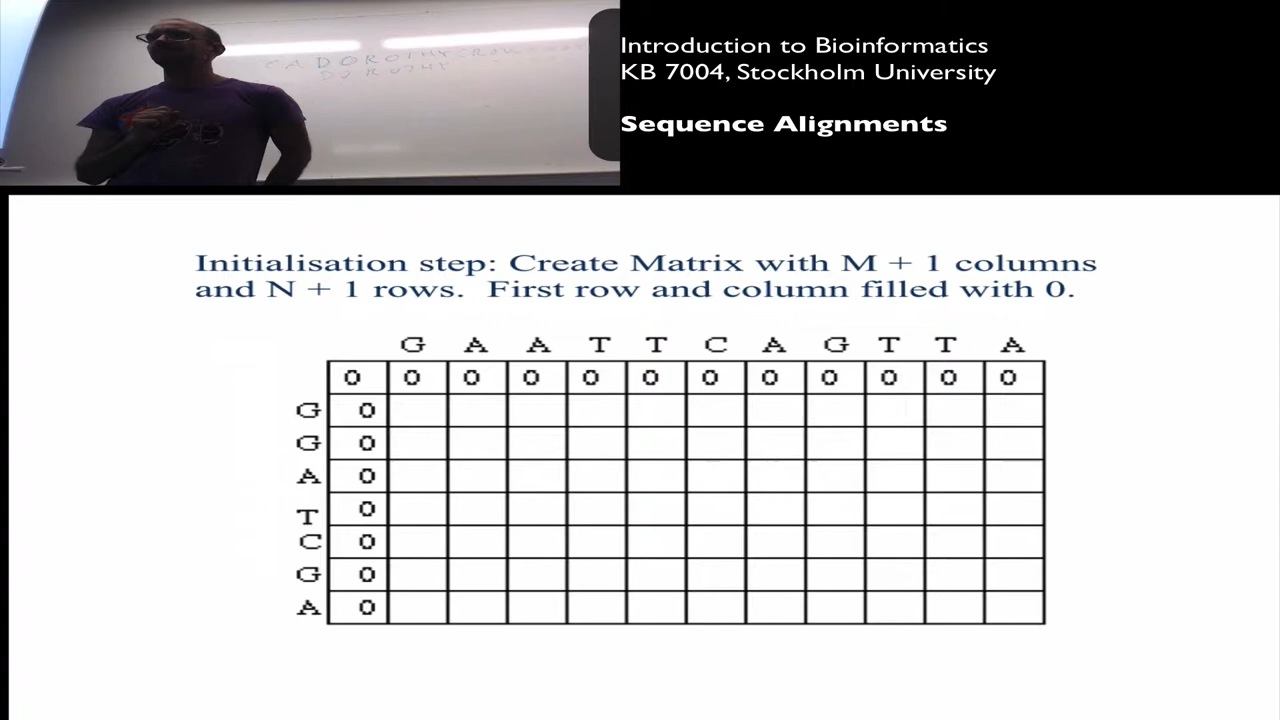 CADOROTHY
DOROTHY
Introduction to Bioinformatics
KB 7004, Stockholm University
Sequence Alignments
Initialisation step: Create Matrix with M + 1 columns
and N + 1 rows. First row and column filled with 0.
G A A T T C A G T T A
0 0 0 0 0 0 0 0 0 0 0 0
G 0
G 0
A 0
T 0
C 0
G 0
A 0